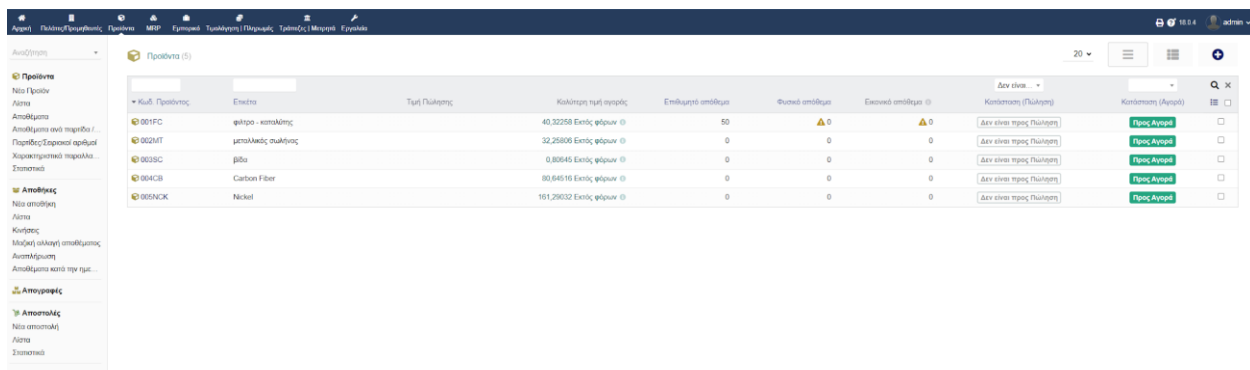 Αρχική Πελάτες/Προμηθευτές Προϊόντα MRP Εμπορικό Τιμολόγηση | Πληρωμές Τράπεζες | Μετρητά Εργαλεία 18.0.4 admin
Αναζήτηση
Προϊόντα (5) 20
Προϊόντα
Νέο Προϊόν
Λίστα
Αποθέματα
Αποθέματα ανά παρτίδα /...
Παρτίδες/Σειριακοί αριθμοί
Χαρακτηριστικά παραλλα...
Στατιστικά
Αποθήκες
Νέα αποθήκη
Λίστα
Κινήσεις
Μαζική αλλαγή αποθέματος
Αναπλήρωση
Αποθέματα κατά την ημε...
Απογραφές
Αποστολές
Νέα αποστολή
Λίστα
Στατιστικά
Δεν είναι...
Κωδ. Προϊόντος Ετικέτα Τιμή Πώλησης Καλύτερη τιμή αγοράς Επιθυμητό απόθεμα Φυσικό απόθεμα Εικονικό απόθεμα Κατάσταση (Πώληση) Κατάσταση (Αγορά)
001FC φιλτρο - καταλύτης 40,32258 Εκτός φόρων 50 0 0 Δεν είναι προς Πώληση Προς Αγορά
002MT μεταλλικός σωλήνας 32,25806 Εκτός φόρων 0 0 0 Δεν είναι προς Πώληση Προς Αγορά
003SC βίδα 0,80645 Εκτός φόρων 0 0 0 Δεν είναι προς Πώληση Προς Αγορά
004CB Carbon Fiber 80,64516 Εκτός φόρων 0 0 0 Δεν είναι προς Πώληση Προς Αγορά
005NCK Nickel 161,29032 Εκτός φόρων 0 0 0 Δεν είναι προς Πώληση Προς Αγορά